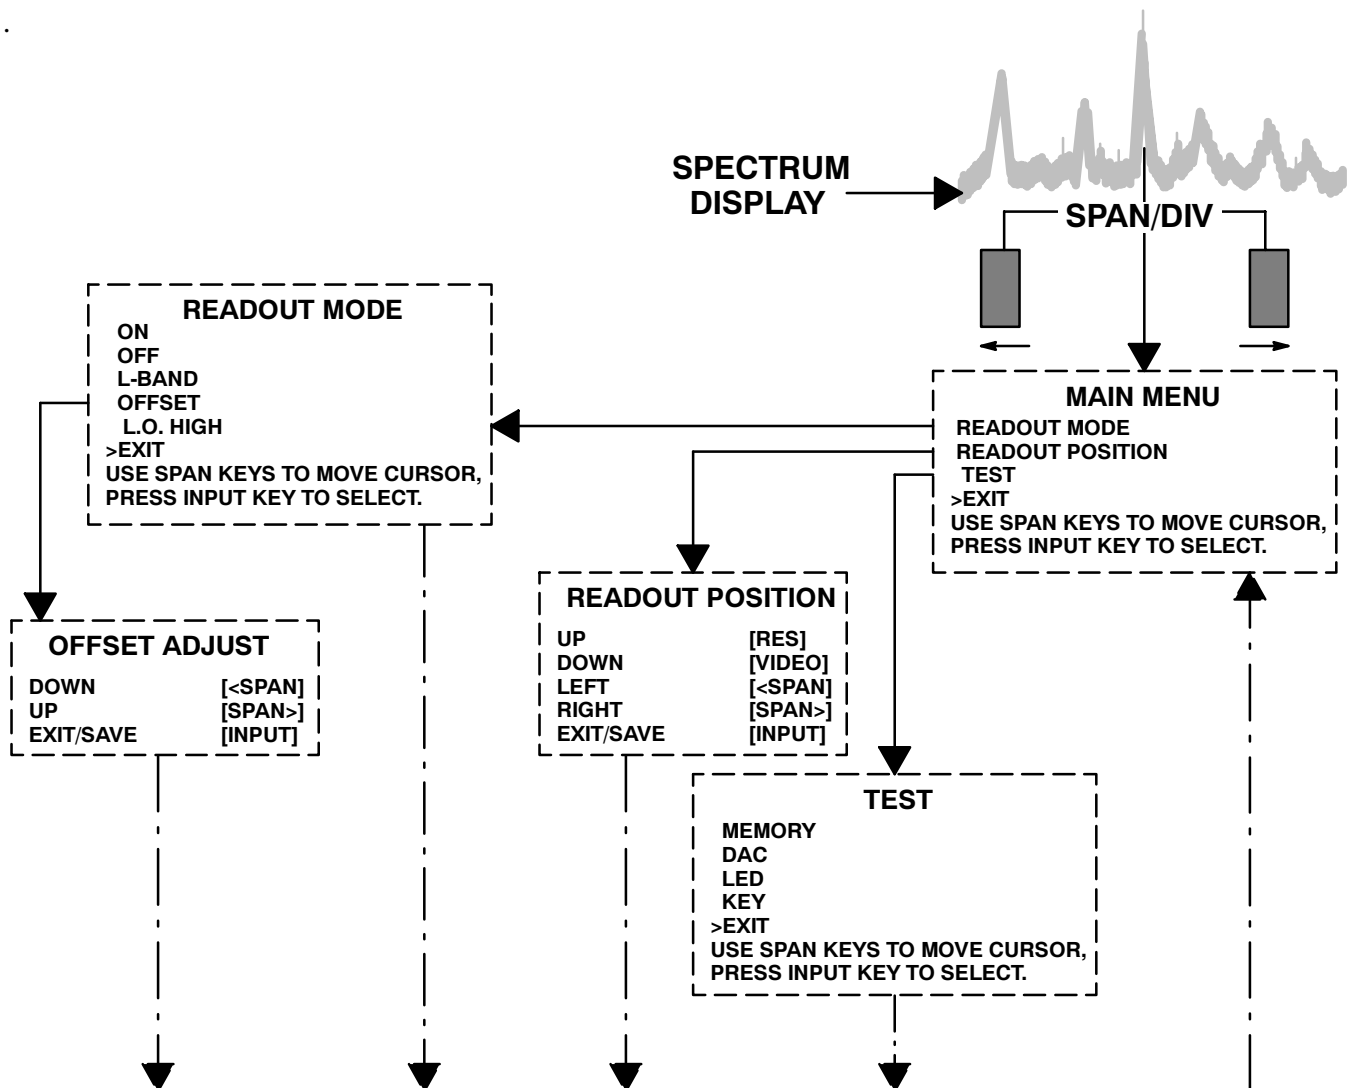 SPECTRUM
DISPLAY
SPAN/DIV
READOUT MODE
ON
OFF
L-BAND
OFFSET
L.O. HIGH
>EXIT
USE SPAN KEYS TO MOVE CURSOR,
PRESS INPUT KEY TO SELECT.
MAIN MENU
READOUT MODE
READOUT POSITION
TEST
>EXIT
USE SPAN KEYS TO MOVE CURSOR,
PRESS INPUT KEY TO SELECT.
OFFSET ADJUST
DOWN [<SPAN]
UP [SPAN>]
EXIT/SAVE [INPUT]
READOUT POSITION
UP [RES]
DOWN [VIDEO]
LEFT [<SPAN]
RIGHT [SPAN>]
EXIT/SAVE [INPUT]
TEST
MEMORY
DAC
LED
KEY
>EXIT
USE SPAN KEYS TO MOVE CURSOR,
PRESS INPUT KEY TO SELECT.